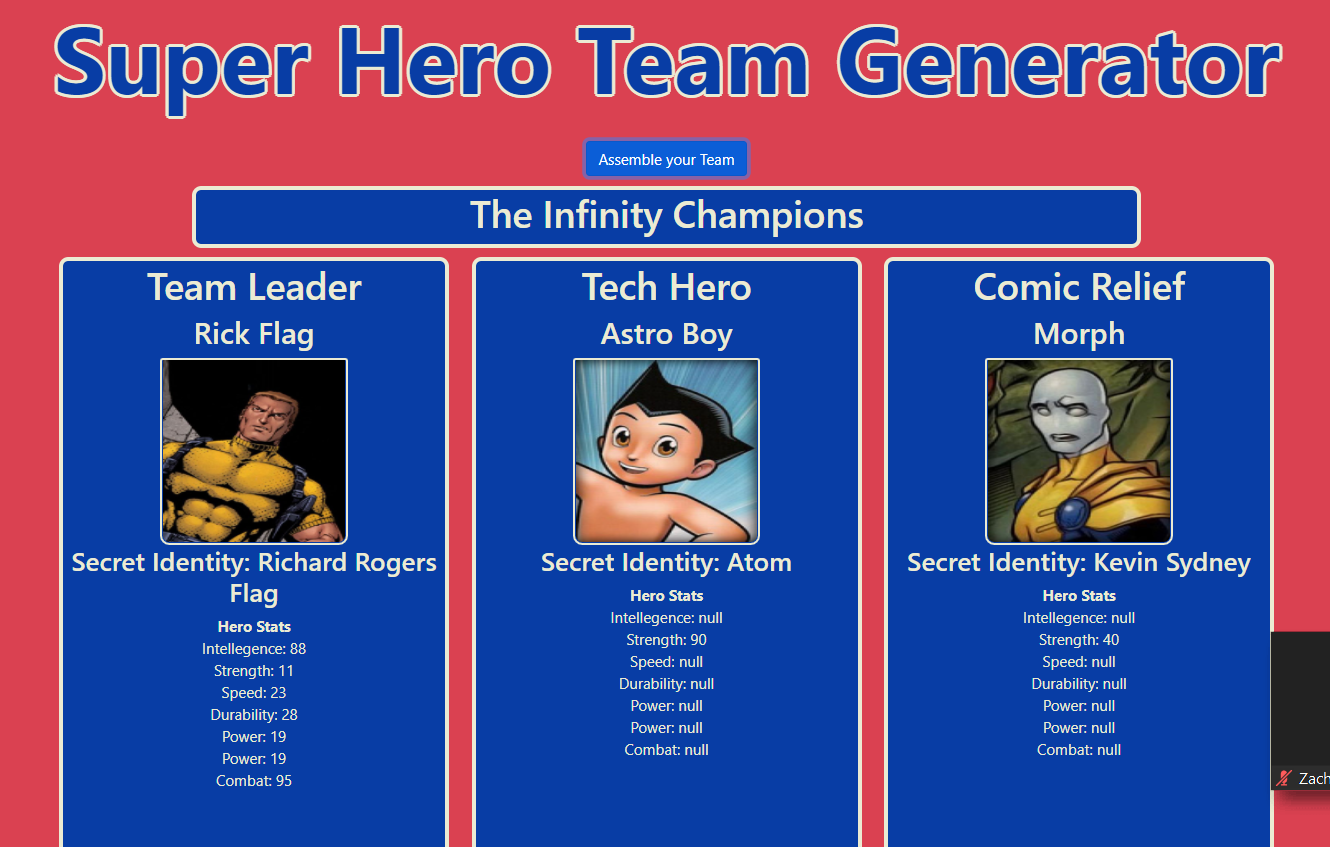 Super Hero Team Generator
Assemble your Team
The Infinity Champions
Team Leader
Rick Flag
Secret Identity: Richard Rogers
Flag
Hero Stats
Intellegence: 88
Strength: 11
Speed: 23
Durability: 28
Power: 19
Power: 19
Combat: 95
Tech Hero
Astro Boy
Secret Identity: Atom
Hero Stats
Intellegence: null
Strength: 90
Speed: null
Durability: null
Power: null
Power: null
Combat: null
Comic Relief
Morph
Secret Identity: Kevin Sydney
Hero Stats
Intellegence: null
Strength: 40
Speed: null
Durability: null
Power: null
Power: null
Combat: null
Zach